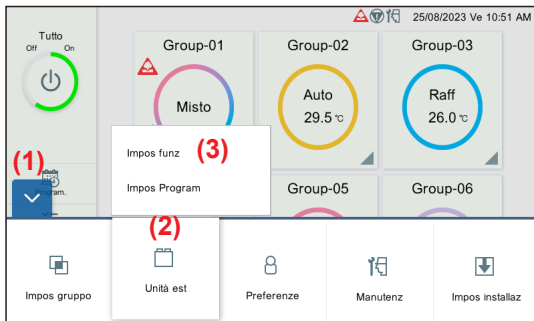 25/08/2023 Ve 10:51 AM
Tutto
Off On
Group-01
Group-02
Group-03
Misto
Auto
29.5 °C
Raff
26.0 °C
(1)
Impos funz (3)
Program.
Impos Program
Group-05
Group-06
(2)
Impos gruppo
Unità est
Preferenze
Manutenz
Impos installaz